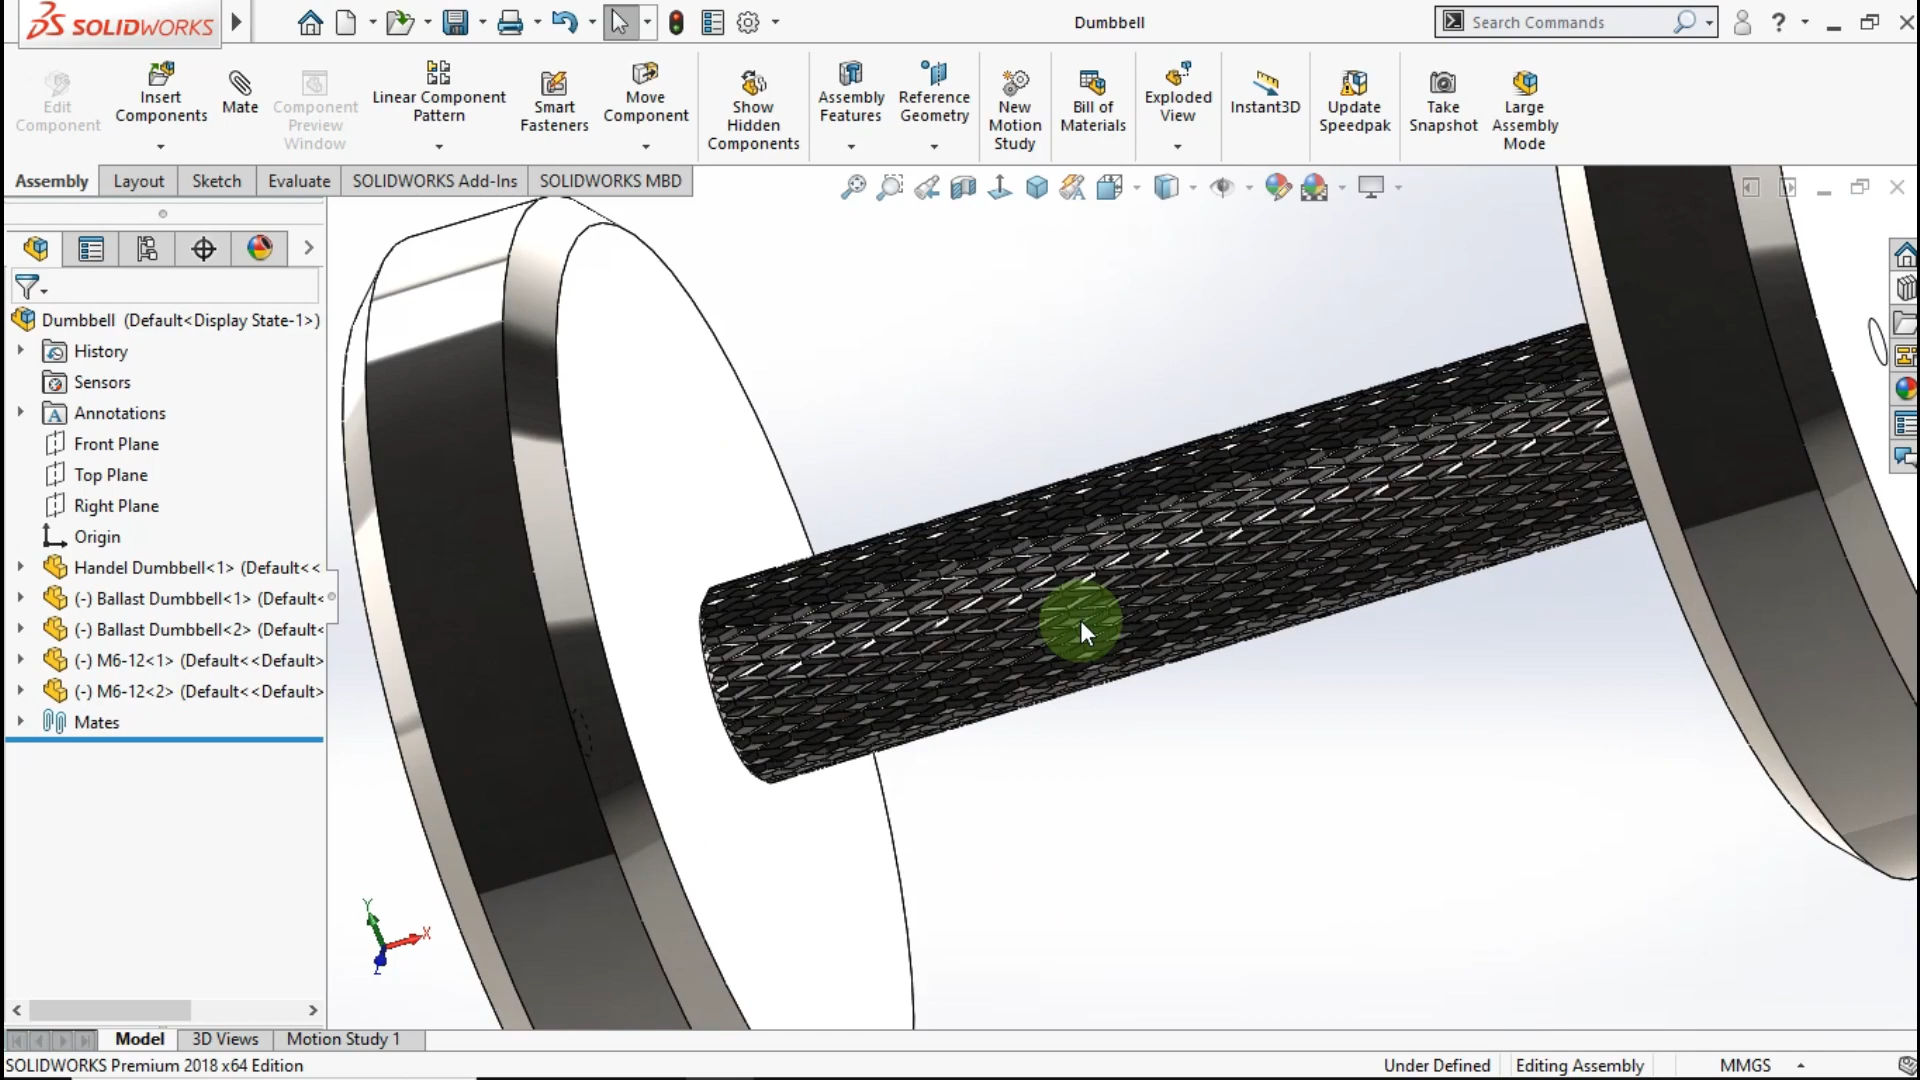 SOLIDWORKS
Dumbbell
Search Commands
?
Edit Component
Insert Components
Mate
Component Preview Window
Linear Component Pattern
Smart Fasteners
Move Component
Show Hidden Components
Assembly Features
Reference Geometry
New Motion Study
Bill of Materials
Exploded View
Instant3D
Update Speedpak
Take Snapshot
Large Assembly Mode
Assembly
Layout
Sketch
Evaluate
SOLIDWORKS Add-Ins
SOLIDWORKS MBD
Dumbbell (Default<Display State-1>)
History
Sensors
Annotations
Front Plane
Top Plane
Right Plane
Origin
Handel Dumbbell<1> (Default<<
(-) Ballast Dumbbell<1> (Default<
(-) Ballast Dumbbell<2> (Default<
(-) M6-12<1> (Default<<Default>
(-) M6-12<2> (Default<<Default>
Mates
Y
X
Z
Model
3D Views
Motion Study 1
SOLIDWORKS Premium 2018 x64 Edition
Under Defined
Editing Assembly
MMGS